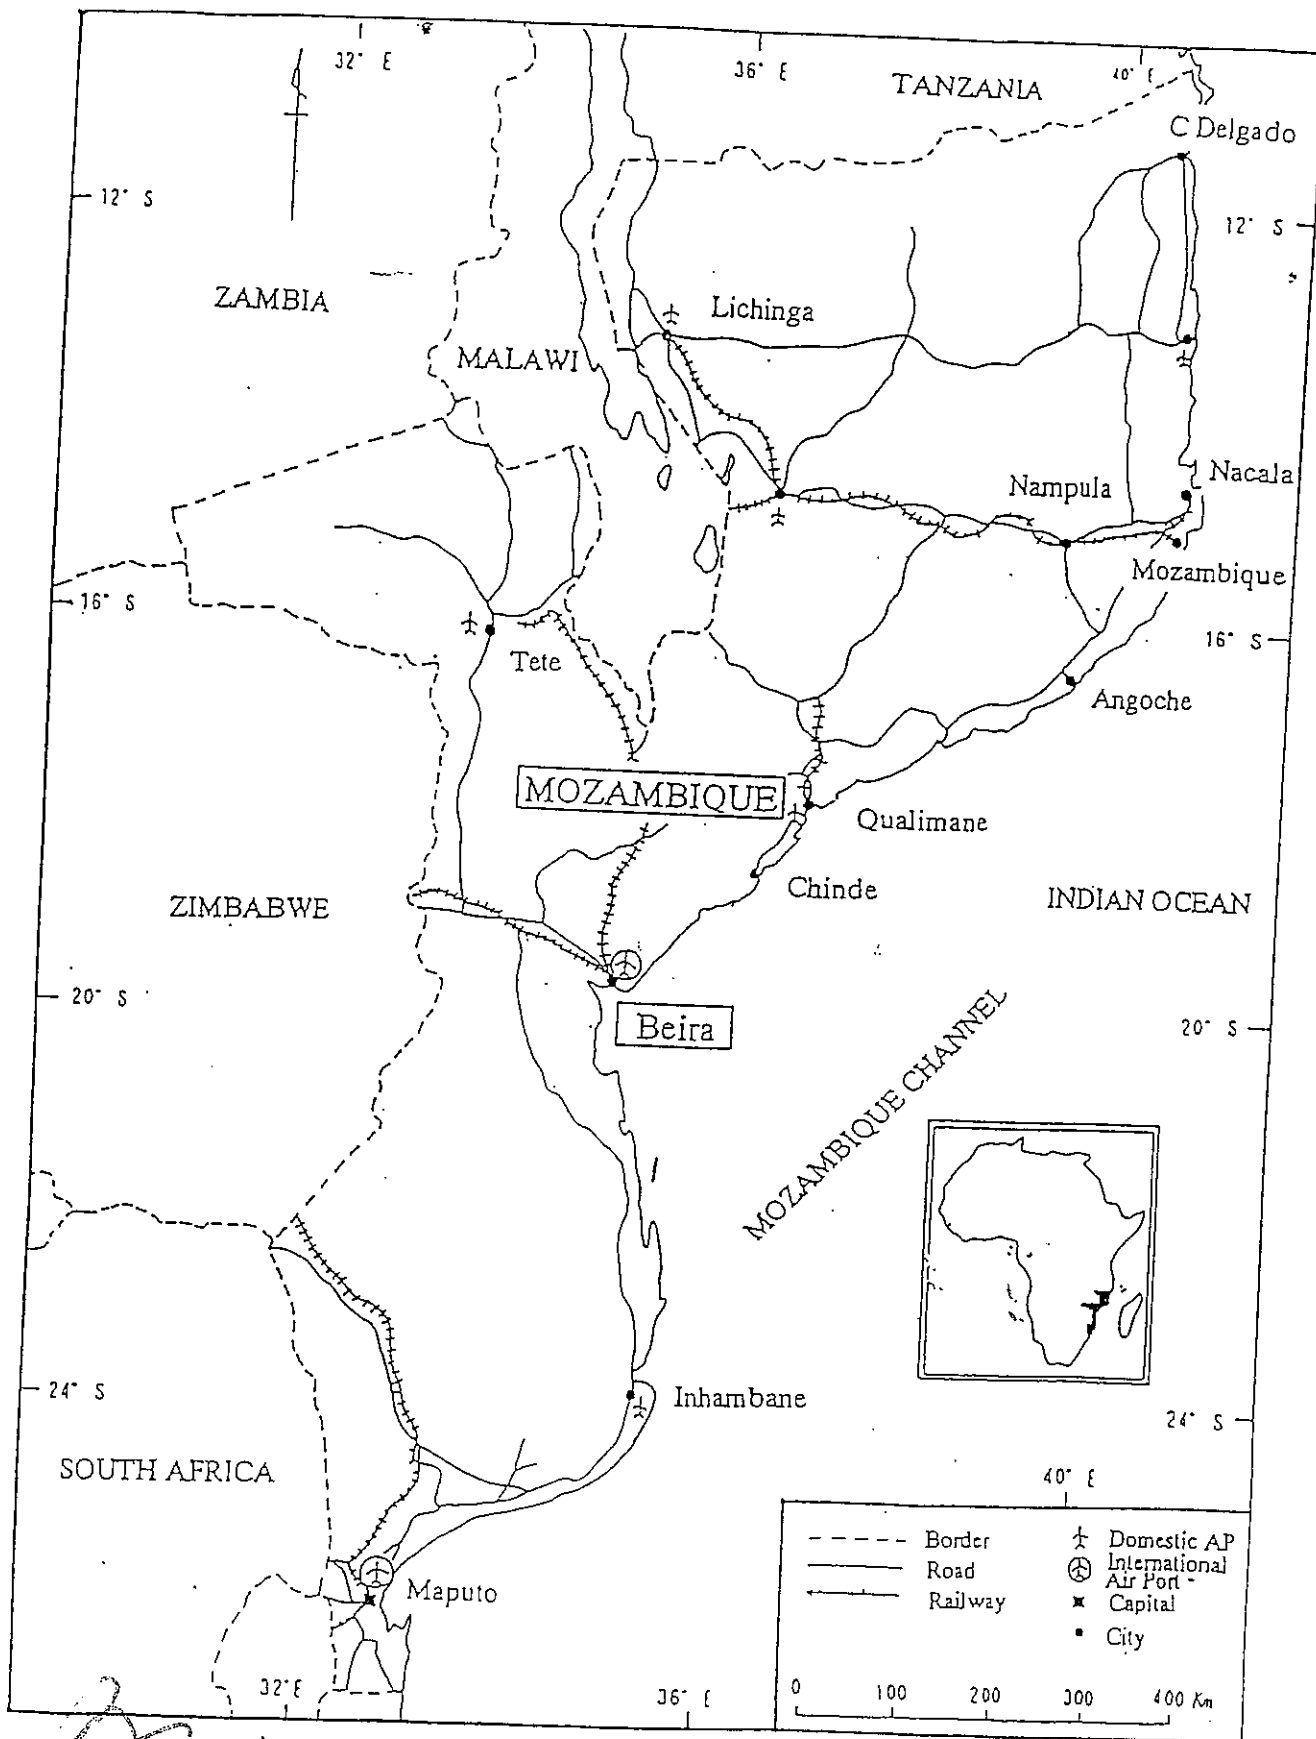 32° E
36° E
40° E
TANZANIA
C Delgado
12° S
12° S
ZAMBIA
Lichinga
MALAWI
Nampula
Nacala
Mozambique
16° S
16° S
Tete
Angoche
MOZAMBIQUE
Qualimane
Chinde
ZIMBABWE
INDIAN OCEAN
20° S
Beira
20° S
MOZAMBIQUE CHANNEL
24° S
Inhambane
24° S
SOUTH AFRICA
40° E
Maputo
32° E
36° E
Border
Road
Railway
Domestic AP
International
Air Port
Capital
City
0 100 200 300 400 Km